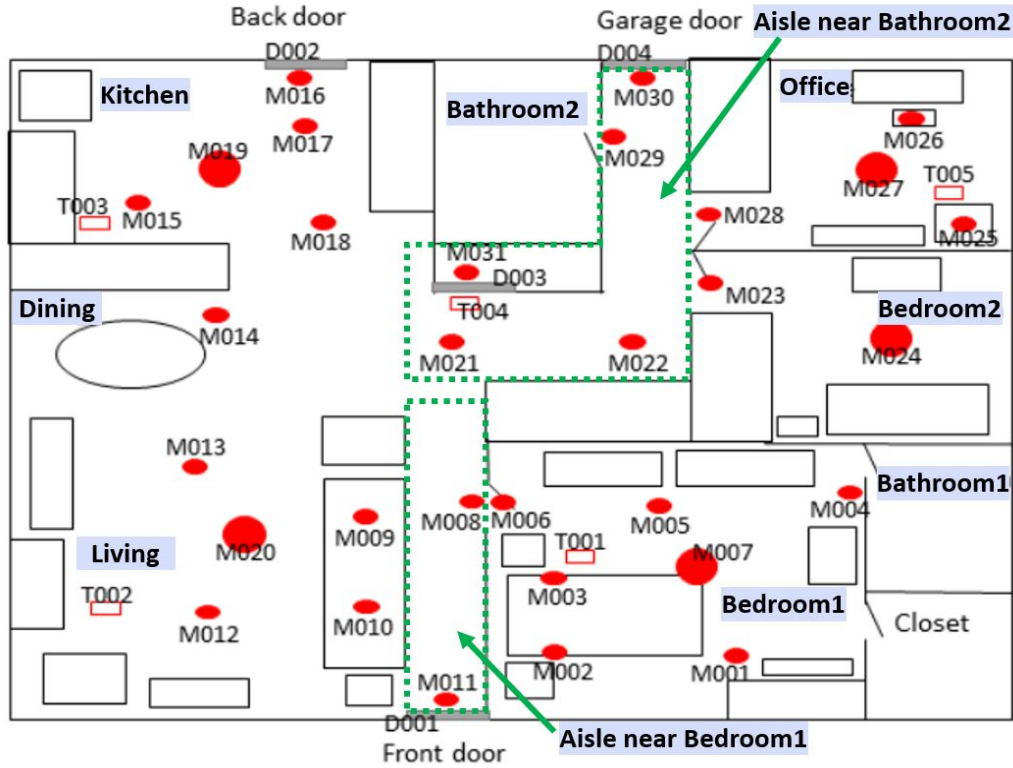 Back door
Garage door
Aisle near Bathroom2
D002
D004
Kitchen
M016
Bathroom2
M030
Office
M017
M029
M026
M019
M027
T005
T003
M015
M018
M028
M025
M031
D003
M023
Dining
T004
Bedroom2
M014
M021
M022
M024
M013
Bathroom1
M008
M006
M005
M004
M009
Living
M020
T001
M007
T002
M003
Bedroom1
M012
M010
Closet
M002
M001
M011
D001
Aisle near Bedroom1
Front door